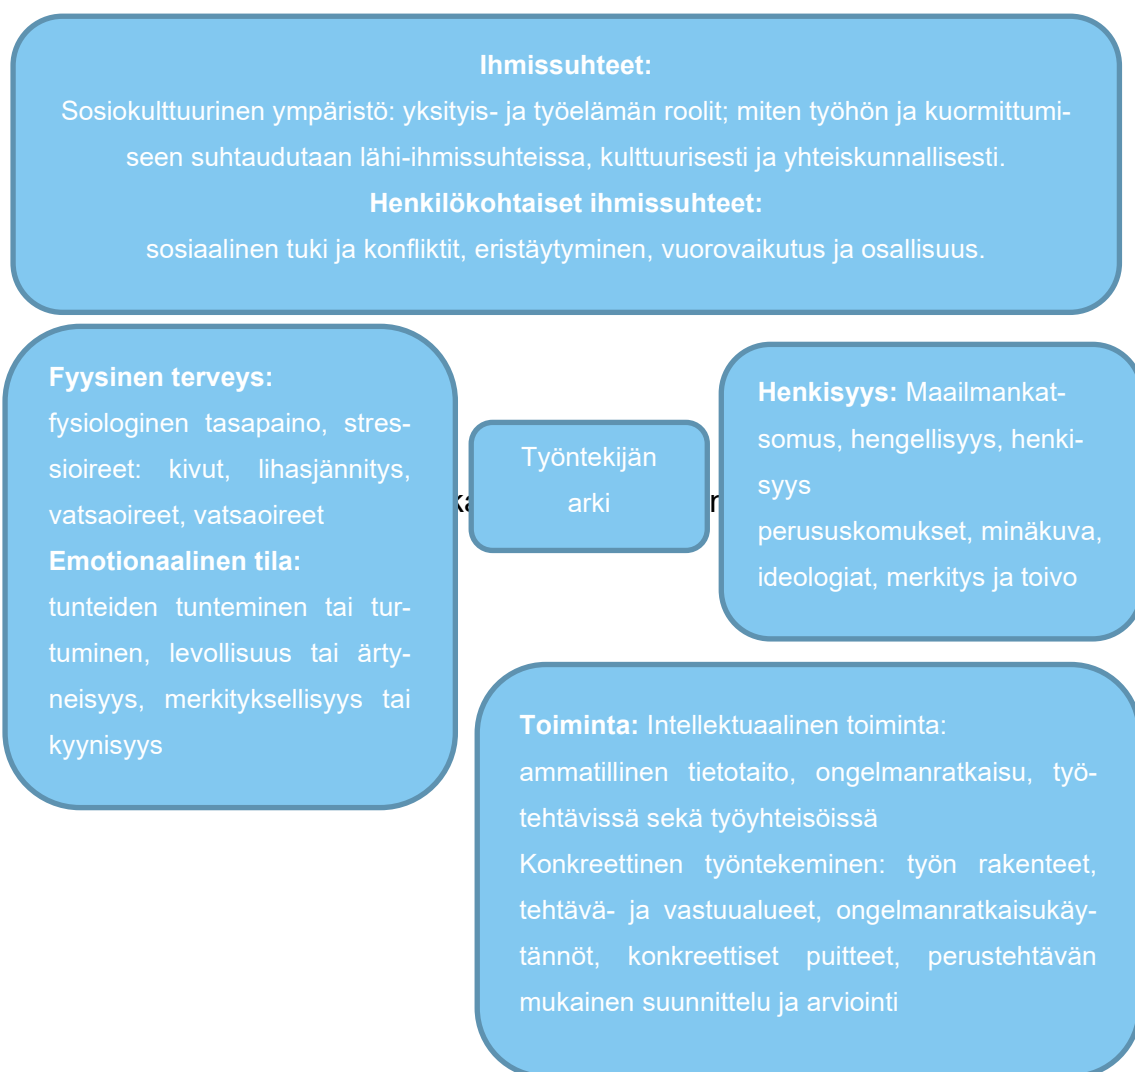 Ihmissuhteet:
Sosiokulttuurinen ympäristö: yksityis- ja työelämän roolit; miten työhön ja kuormittumi-
seen suhtaudutaan lähi-ihmissuhteissa, kulttuurisesti ja yhteiskunnallisesti.
Henkilökohtaiset ihmissuhteet:
sosiaalinen tuki ja konfliktit, eristäytyminen, vuorovaikutus ja osallisuus.
Fyysinen terveys:
fysiologinen tasapaino, stres-
sioireet: kivut, lihasjännitys,
vatsaoireet, vatsaoireet
Emotionaalinen tila:
tunteiden tunteminen tai tur-
tuminen, levollisuus tai ärty-
neisyys, merkityksellisyys tai
kyynisyys
Työntekijän
arki
Henkisyys: Maailmankat-
somus, hengellisyys, henki-
syys
perususkomukset, minäkuva,
ideologiat, merkitys ja toivo
Toiminta: Intellektuaalinen toiminta:
ammatillinen tietotaito, ongelmanratkaisu, työ-
tehtävissä sekä työyhteisöissä
Konkreettinen työntekeminen: työn rakenteet,
tehtävä- ja vastuualueet, ongelmanratkaisukäy-
tännöt, konkreettiset puitteet, perustehtävän
mukainen suunnittelu ja arviointi